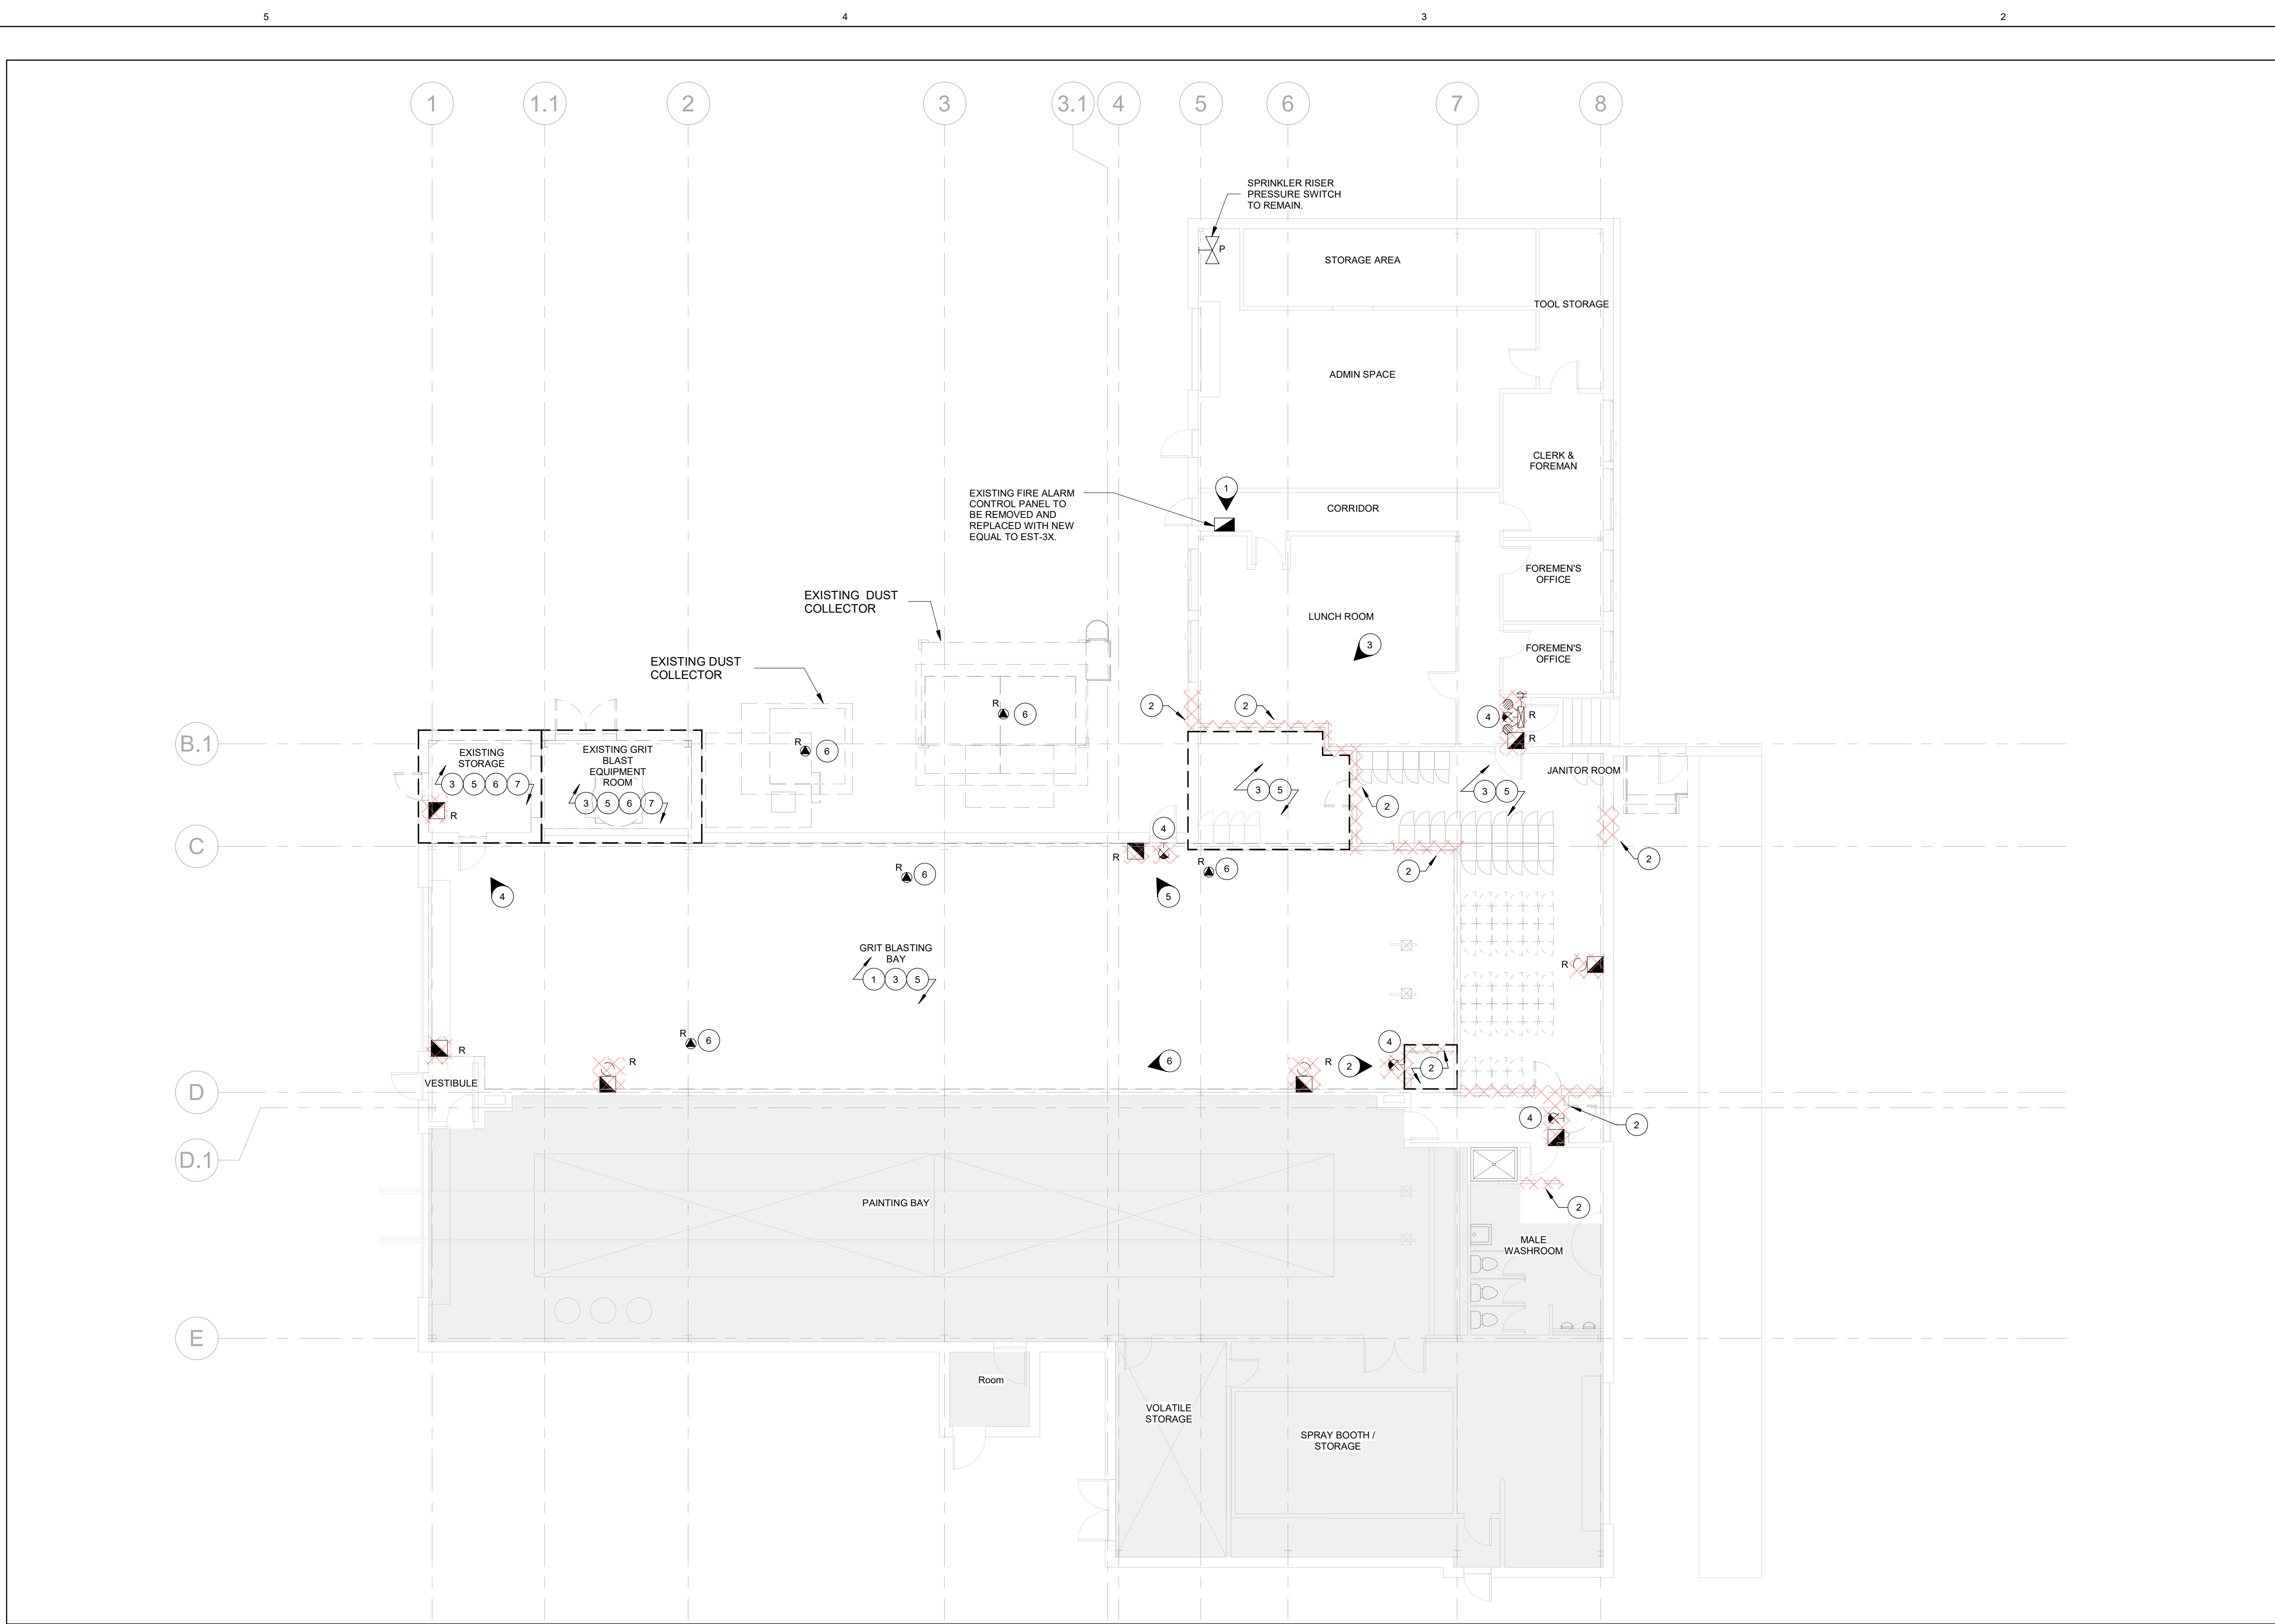 5
4
3
2
1
1.1
2
3
3.1
4
5
6
7
8
SPRINKLER RISER
PRESSURE SWITCH
TO REMAIN.
P
STORAGE AREA
TOOL STORAGE
ADMIN SPACE
CLERK &
FOREMAN
EXISTING FIRE ALARM
CONTROL PANEL TO
BE REMOVED AND
REPLACED WITH NEW
EQUAL TO EST-3X.
1
CORRIDOR
FOREMEN'S
OFFICE
EXISTING DUST
COLLECTOR
LUNCH ROOM
3
FOREMEN'S
OFFICE
EXISTING DUST
COLLECTOR
R
6
2
2
4
R
R
B.1
EXISTING
STORAGE
3
5
6
7
R
EXISTING GRIT
BLAST
EQUIPMENT
ROOM
3
5
6
7
R
6
3
5
2
3
5
JANITOR ROOM
C
4
R
2
2
R
6
R
6
4
5
GRIT BLASTING
BAY
1
3
5
R
R
6
R
R
6
R
2
4
2
VESTIBULE
D
4
2
D.1
PAINTING BAY
2
MALE
WASHROOM
E
Room
VOLATILE
STORAGE
SPRAY BOOTH /
STORAGE